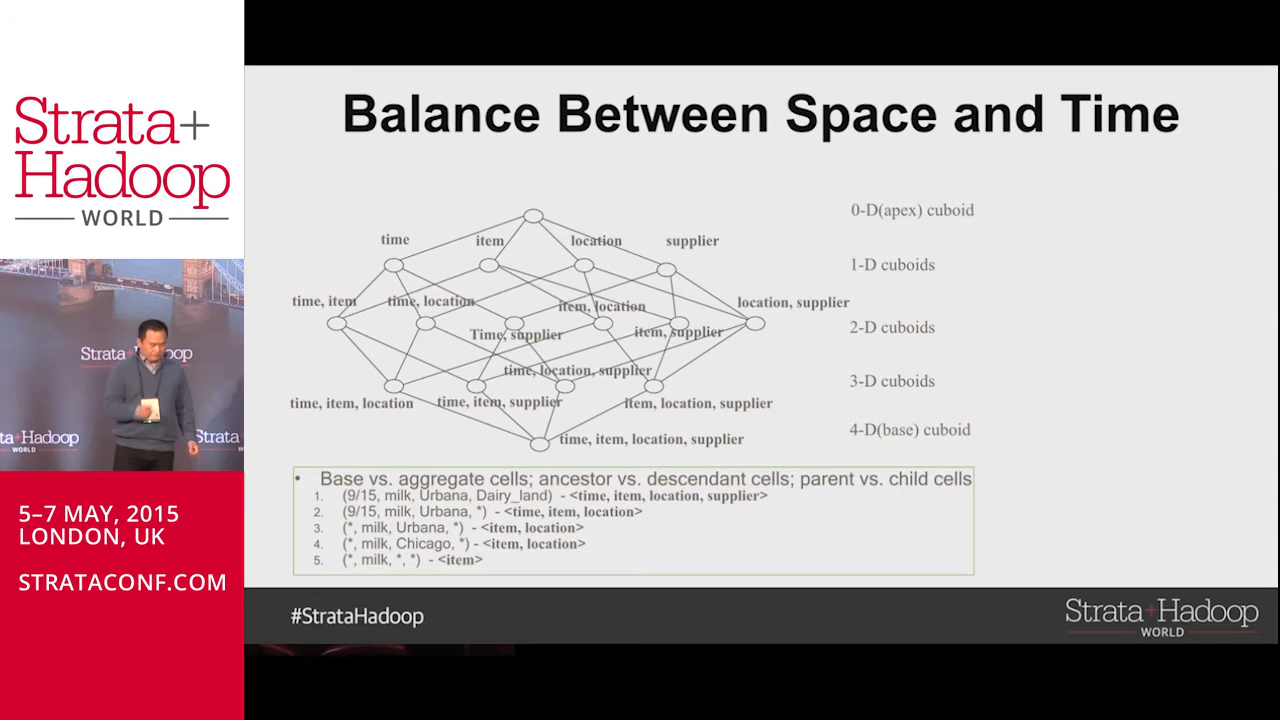 Strata+
Hadoop
WORLD
Strata+Hadoop
WORLD
ta+Hadoop
WORLD
Strata+H
WORLD
5–7 MAY, 2015
LONDON, UK
STRATACONF.COM
Balance Between Space and Time
0-D(apex) cuboid
time
item
location
supplier
1-D cuboids
time, item
time, location
item, location
location, supplier
Time, supplier
item, supplier
2-D cuboids
time, location, supplier
3-D cuboids
time, item, location
time, item, supplier
item, location, supplier
time, item, location, supplier
4-D(base) cuboid
• Base vs. aggregate cells; ancestor vs. descendant cells; parent vs. child cells
1. (9/15, milk, Urbana, Dairy_land) - <time, item, location, supplier>
2. (9/15, milk, Urbana, *) - <time, item, location>
3. (*, milk, Urbana, *) - <item, location>
4. (*, milk, Chicago, *) - <item, location>
5. (*, milk, *, *) - <item>
#StrataHadoop
Strata+Hadoop
WORLD